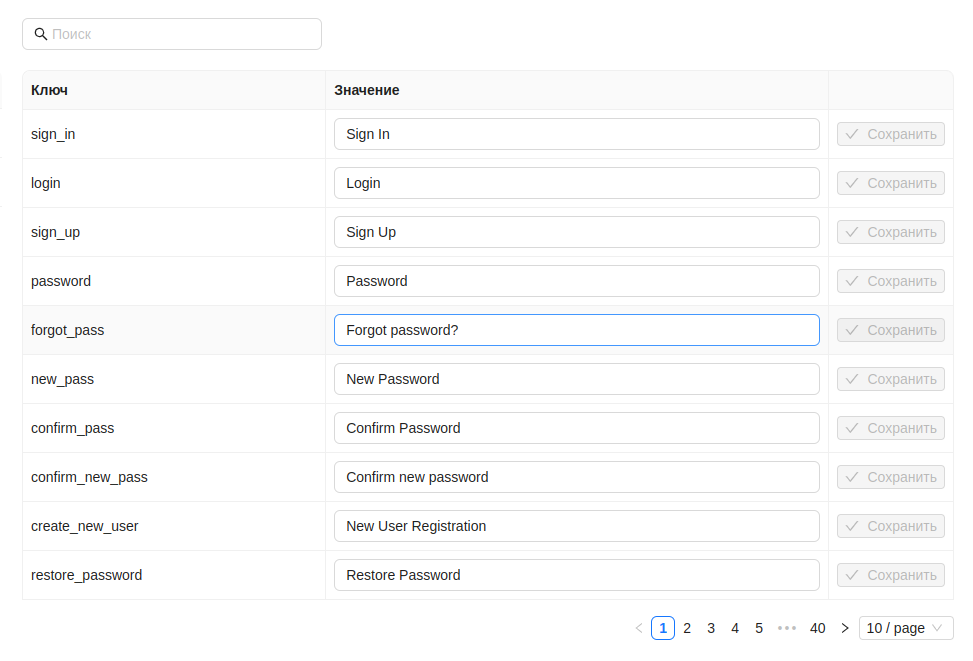 Поиск
Ключ Значение
sign_in Sign In Сохранить
login Login Сохранить
sign_up Sign Up Сохранить
password Password Сохранить
forgot_pass Forgot password? Сохранить
new_pass New Password Сохранить
confirm_pass Confirm Password Сохранить
confirm_new_pass Confirm new password Сохранить
create_new_user New User Registration Сохранить
restore_password Restore Password Сохранить
1 2 3 4 5 ••• 40 10 / page